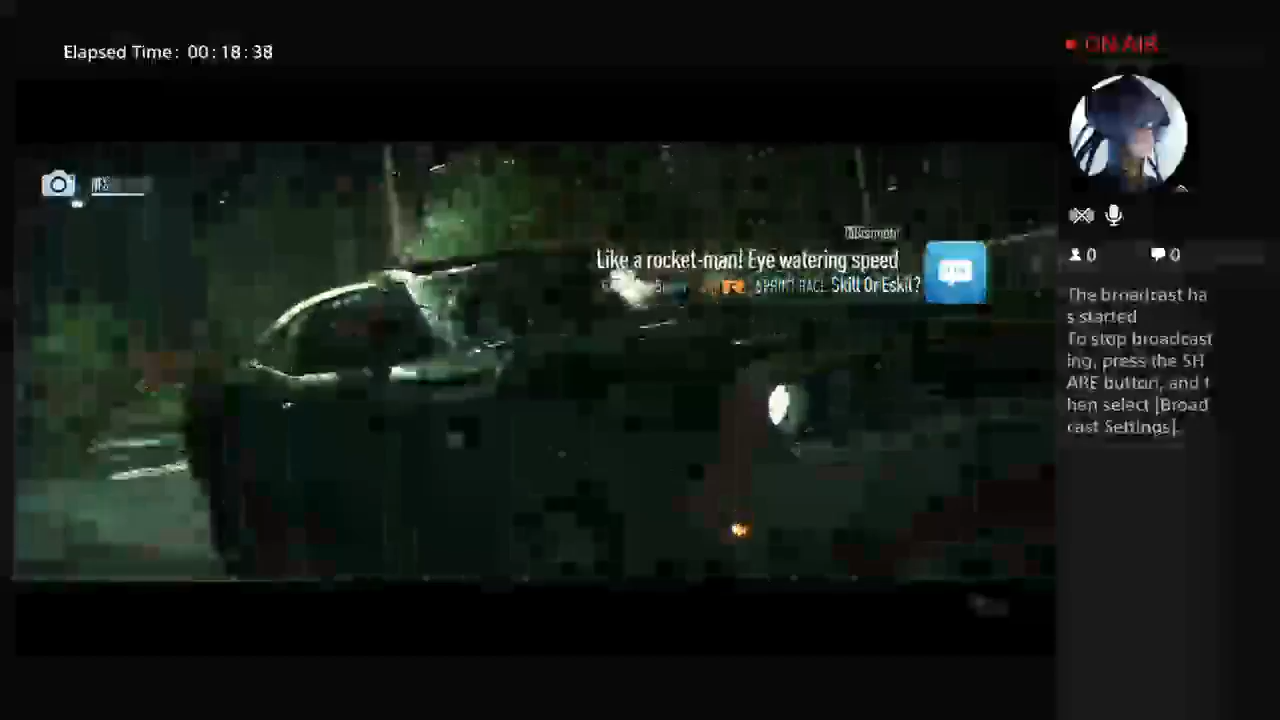 Elapsed Time: 00:18:38
ON AIR
Like a rocket-man! Eye watering speed
SPRINT RACE Skill Or Eskil?
0 0
The broadcast ha
s started
To stop broadcast
ing, press the SH
ARE button, and t
hen select [Broad
cast Settings].